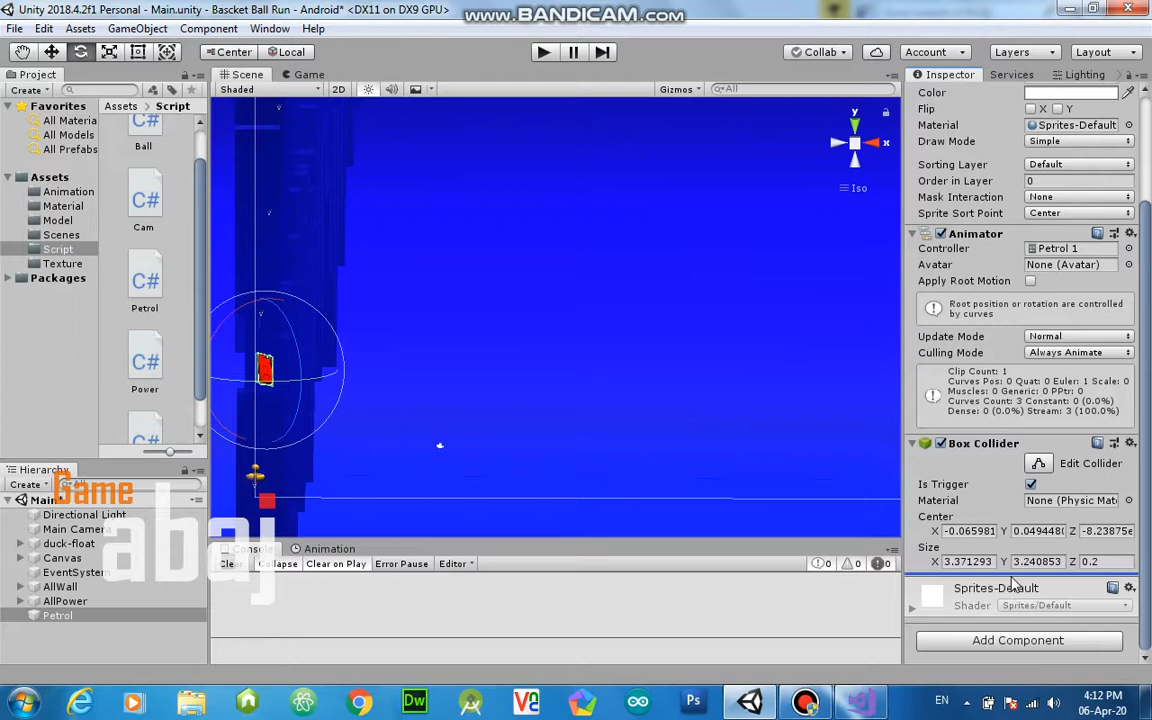 Unity 2018.4.2f1 Personal - Main.unity - Bascket Ball Run - Android* <DX11 on DX9 GPU>
www.BANDICAM.com
File Edit Assets GameObject Component Window Help
Center Local Collab Account Layers Layout
Project
Create
Favorites
All Materia
All Models
All Prefabs
Assets
Animation
Material
Model
Scenes
Script
Texture
Packages
Assets Script
C#
Ball
C#
Cam
C#
Petrol
C#
Power
C#
Scene Game
Shaded 2D Gizmos All
y
x
Iso
Hierarchy
Create All
Main
Directional Light
Main Camera
duck-float
Canvas
EventSystem
AllWall
AllPower
Petrol
Game
abaj
Console Animation
Clear Collapse Clear on Play Error Pause Editor 0 0 0
Inspector Services Lighting
Color
Flip X Y
Material Sprites-Default
Draw Mode Simple
Sorting Layer Default
Order in Layer 0
Mask Interaction None
Sprite Sort Point Center
Animator
Controller Petrol 1
Avatar None (Avatar)
Apply Root Motion
Root position or rotation are controlled
by curves
Update Mode Normal
Culling Mode Always Animate
Clip Count: 1
Curves Pos: 0 Quat: 0 Euler: 1 Scale: 0
Muscles: 0 Generic: 0 PPtr: 0
Curves Count: 3 Constant: 0 (0.0%)
Dense: 0 (0.0%) Stream: 3 (100.0%)
Box Collider
Edit Collider
Is Trigger
Material None (Physic Mate
Center
X -0.065981 Y 0.0494480 Z -8.23875e
Size
X 3.371293 Y 3.240853 Z 0.2
Sprites-Default
Shader Sprites/Default
Add Component
Dw
Ps
EN
4:12 PM
06-Apr-20